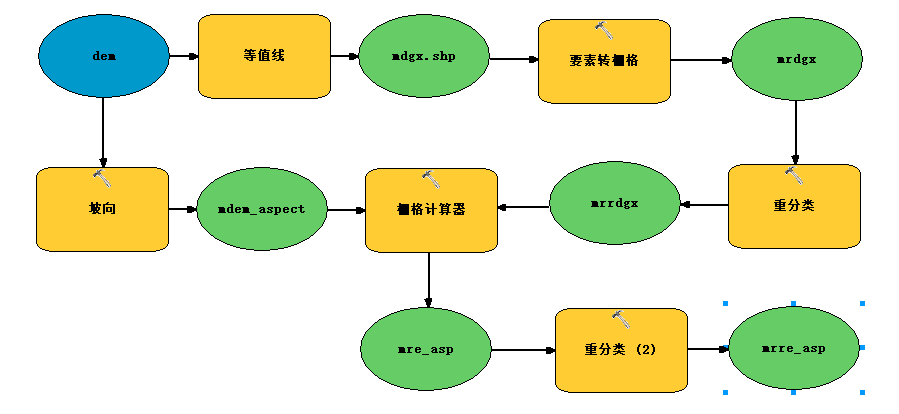 dem
等值线
mdgx.shp
要素转栅格
mrdgx
坡向
mdem_aspect
栅格计算器
mrrdgx
重分类
mre_asp
重分类 (2)
mrre_asp